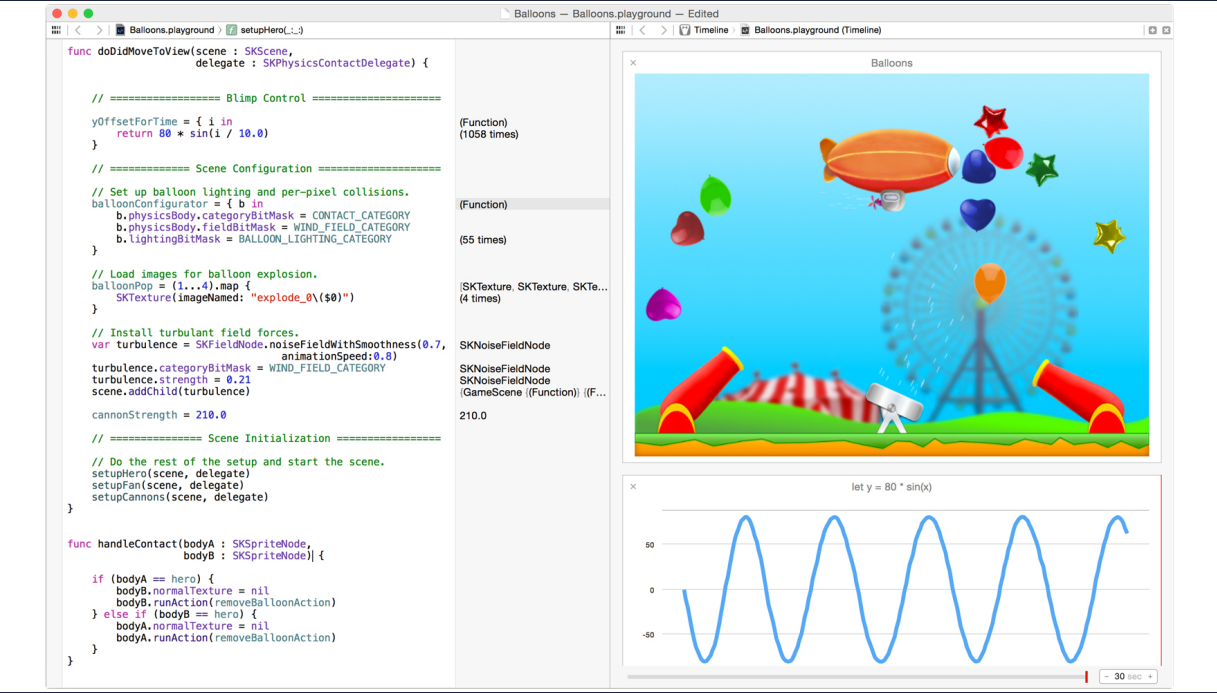 Balloons — Balloons.playground — Edited
Balloons.playground 〉 f setupHero(_:_:)
func doDidMoveToView(scene : SKScene,
delegate : SKPhysicsContactDelegate) {
// ================== Blimp Control =====================
yOffsetForTime = { i in
return 80 * sin(i / 10.0)
}
// ============= Scene Configuration ====================
// Set up balloon lighting and per-pixel collisions.
balloonConfigurator = { b in
b.physicsBody.categoryBitMask = CONTACT_CATEGORY
b.physicsBody.fieldBitMask = WIND_FIELD_CATEGORY
b.lightingBitMask = BALLOON_LIGHTING_CATEGORY
}
// Load images for balloon explosion.
balloonPop = (1...4).map {
SKTexture(imageNamed: "explode_0\($0)")
}
// Install turbulant field forces.
var turbulence = SKFieldNode.noiseFieldWithSmoothness(0.7,
animationSpeed:0.8)
turbulence.categoryBitMask = WIND_FIELD_CATEGORY
turbulence.strength = 0.21
scene.addChild(turbulence)
cannonStrength = 210.0
// =============== Scene Initialization =================
// Do the rest of the setup and start the scene.
setupHero(scene, delegate)
setupFan(scene, delegate)
setupCannons(scene, delegate)
}
func handleContact(bodyA : SKSpriteNode,
bodyB : SKSpriteNode) {
if (bodyA == hero) {
bodyB.normalTexture = nil
bodyB.runAction(removeBalloonAction)
} else if (bodyB == hero) {
bodyA.normalTexture = nil
bodyA.runAction(removeBalloonAction)
}
}
(Function)
(1058 times)
(Function)
(55 times)
[SKTexture, SKTexture, SKTe...
(4 times)
SKNoiseFieldNode
SKNoiseFieldNode
SKNoiseFieldNode
{GameScene {(Function)} {(F...
210.0
Timeline 〉 Balloons.playground (Timeline)
Balloons
let y = 80 * sin(x)
50
0
-50
− 30 sec +